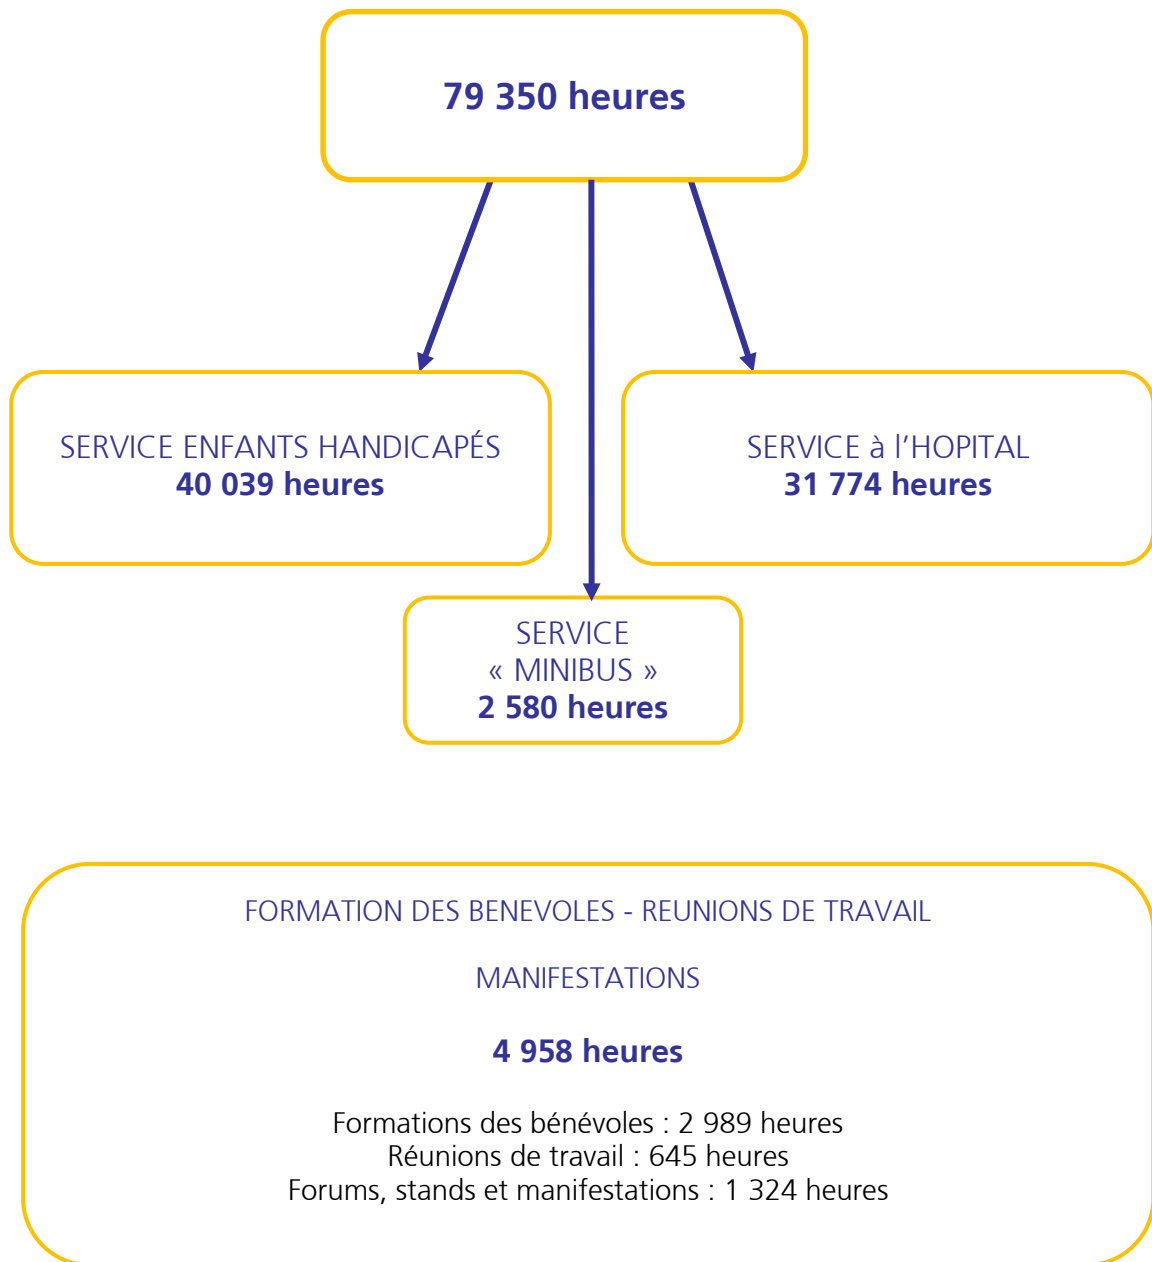 79 350 heures
SERVICE ENFANTS HANDICAPÉS
40 039 heures
SERVICE à l’HOPITAL
31 774 heures
SERVICE
« MINIBUS »
2 580 heures
FORMATION DES BENEVOLES - REUNIONS DE TRAVAIL
MANIFESTATIONS
4 958 heures
Formations des bénévoles : 2 989 heures
Réunions de travail : 645 heures
Forums, stands et manifestations : 1 324 heures